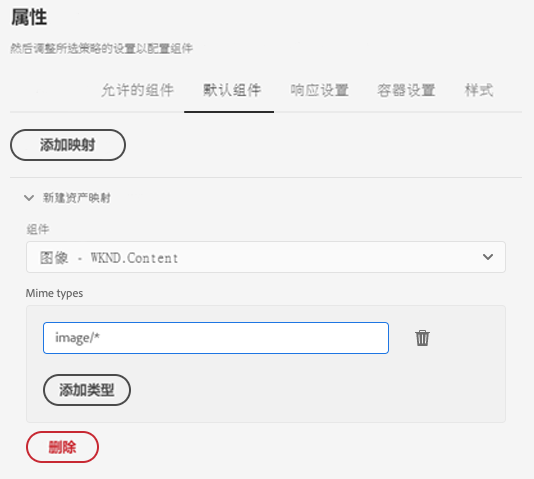 属性
然后调整所选策略的设置以配置组件
允许的组件 默认组件 响应设置 容器设置 样式
添加映射
新建资产映射
组件
图像 - WKND.Content
Mime types
image/*
添加类型
删除